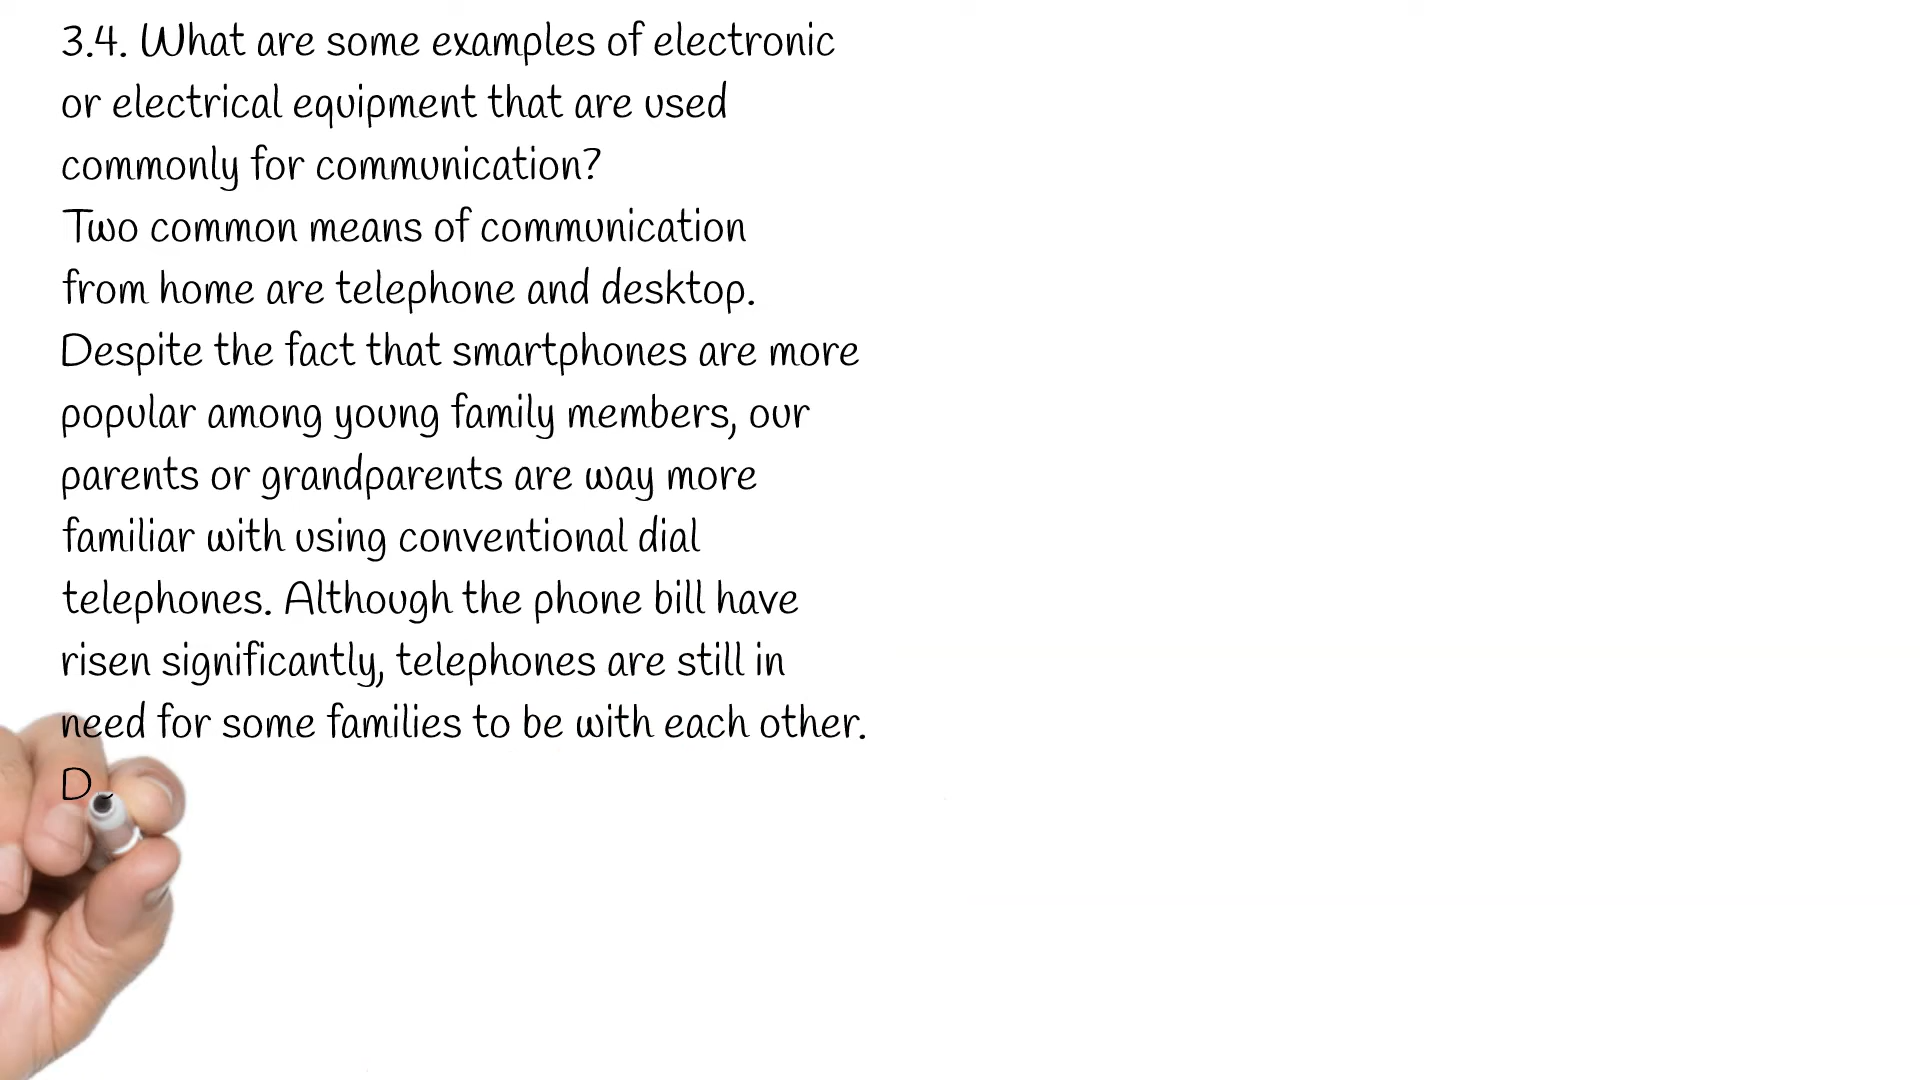 3.4. What are some examples of electronic
or electrical equipment that are used
commonly for communication?
Two common means of communication
from home are telephone and desktop.
Despite the fact that smartphones are more
popular among young family members, our
parents or grandparents are way more
familiar with using conventional dial
telephones. Although the phone bill have
risen significantly, telephones are still in
need for some families to be with each other.
D